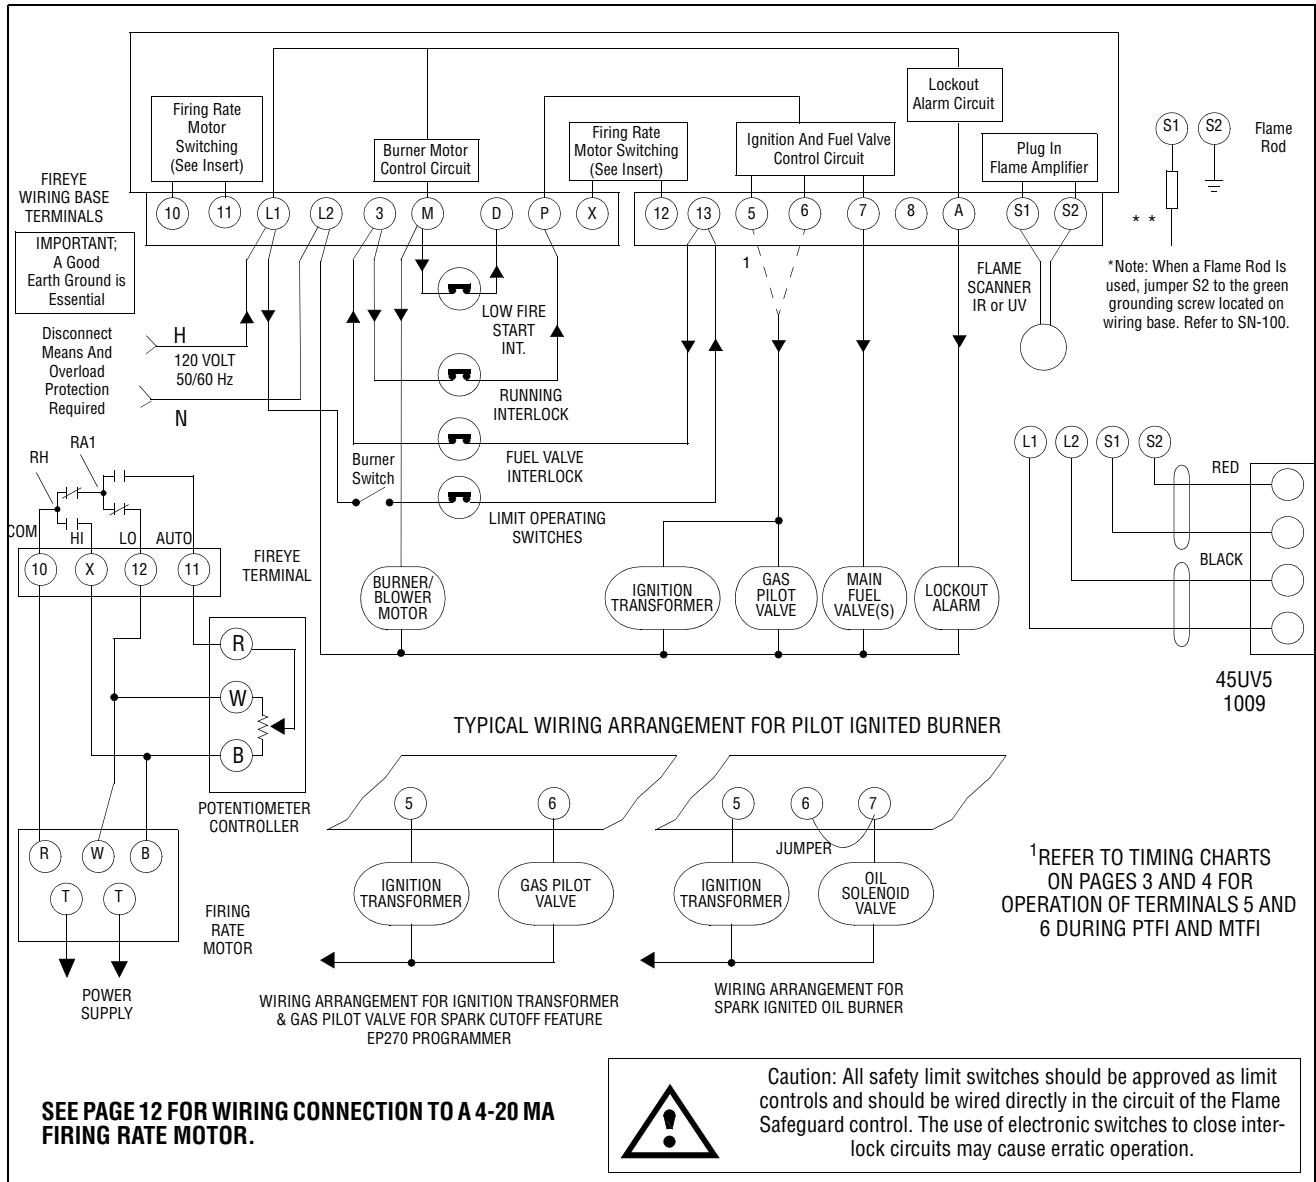 Lockout
Alarm Circuit
Firing Rate
Motor
Switching
(See Insert)
Burner Motor
Control Circuit
Firing Rate
Motor Switching
(See Insert)
Ignition And Fuel Valve
Control Circuit
Plug In
Flame Amplifier
S1 S2
Flame
Rod
FIREYE
WIRING BASE
TERMINALS
10 11 L1 L2 3 M D P X 12 13 5 6 7 8 A S1 S2
* *
IMPORTANT;
A Good
Earth Ground is
Essential
1
FLAME
SCANNER
IR or UV
*Note: When a Flame Rod Is
used, jumper S2 to the green
grounding screw located on
wiring base. Refer to SN-100.
LOW FIRE
START
INT.
Disconnect
Means And
Overload
Protection
Required
H
120 VOLT
50/60 Hz
N
RUNNING
INTERLOCK
FUEL VALVE
INTERLOCK
Burner
Switch
LIMIT OPERATING
SWITCHES
RA1
RH
COM HI LO AUTO
10 X 12 11
FIREYE
TERMINAL
L1 L2 S1 S2
RED
BLACK
45UV5
1009
BURNER/
BLOWER
MOTOR
IGNITION
TRANSFORMER
GAS
PILOT
VALVE
MAIN
FUEL
VALVE(S)
LOCKOUT
ALARM
R
W
B
POTENTIOMETER
CONTROLLER
TYPICAL WIRING ARRANGEMENT FOR PILOT IGNITED BURNER
R W B
T T
FIRING
RATE
MOTOR
POWER
SUPPLY
5 6
IGNITION
TRANSFORMER
GAS PILOT
VALVE
WIRING ARRANGEMENT FOR IGNITION TRANSFORMER
& GAS PILOT VALVE FOR SPARK CUTOFF FEATURE
EP270 PROGRAMMER
5 6 7
JUMPER
IGNITION
TRANSFORMER
OIL
SOLENOID
VALVE
WIRING ARRANGEMENT FOR
SPARK IGNITED OIL BURNER
1REFER TO TIMING CHARTS
ON PAGES 3 AND 4 FOR
OPERATION OF TERMINALS 5 AND
6 DURING PTFI AND MTFI
SEE PAGE 12 FOR WIRING CONNECTION TO A 4-20 MA
FIRING RATE MOTOR.
Caution: All safety limit switches should be approved as limit
controls and should be wired directly in the circuit of the Flame
Safeguard control. The use of electronic switches to close inter-
lock circuits may cause erratic operation.